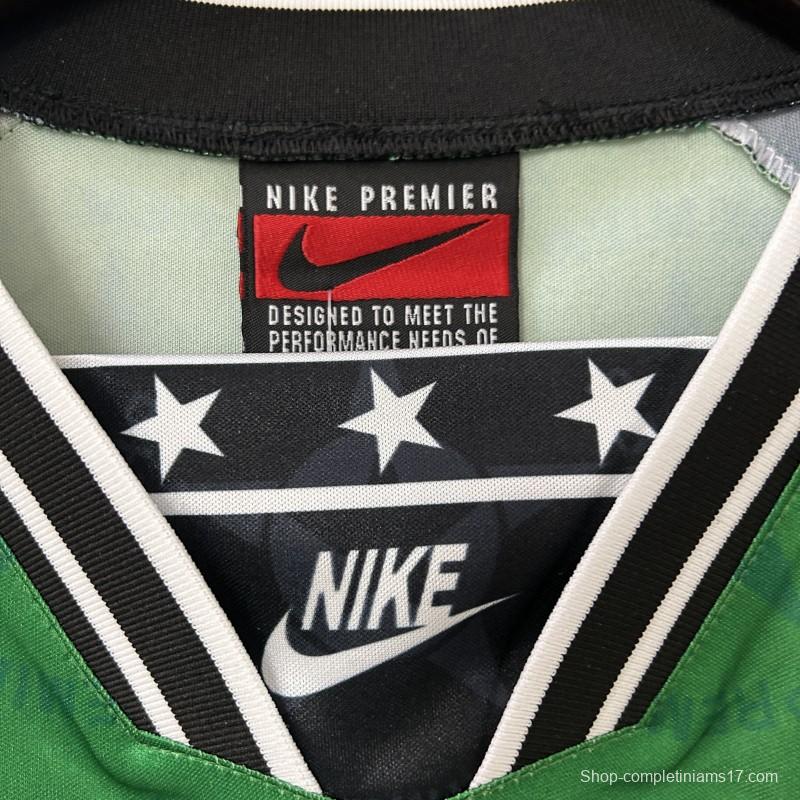 NIKE PREMIER
DESIGNED TO MEET THE
PERFORMANCE NEEDS OF
NIKE
Shop-completiniams17.com